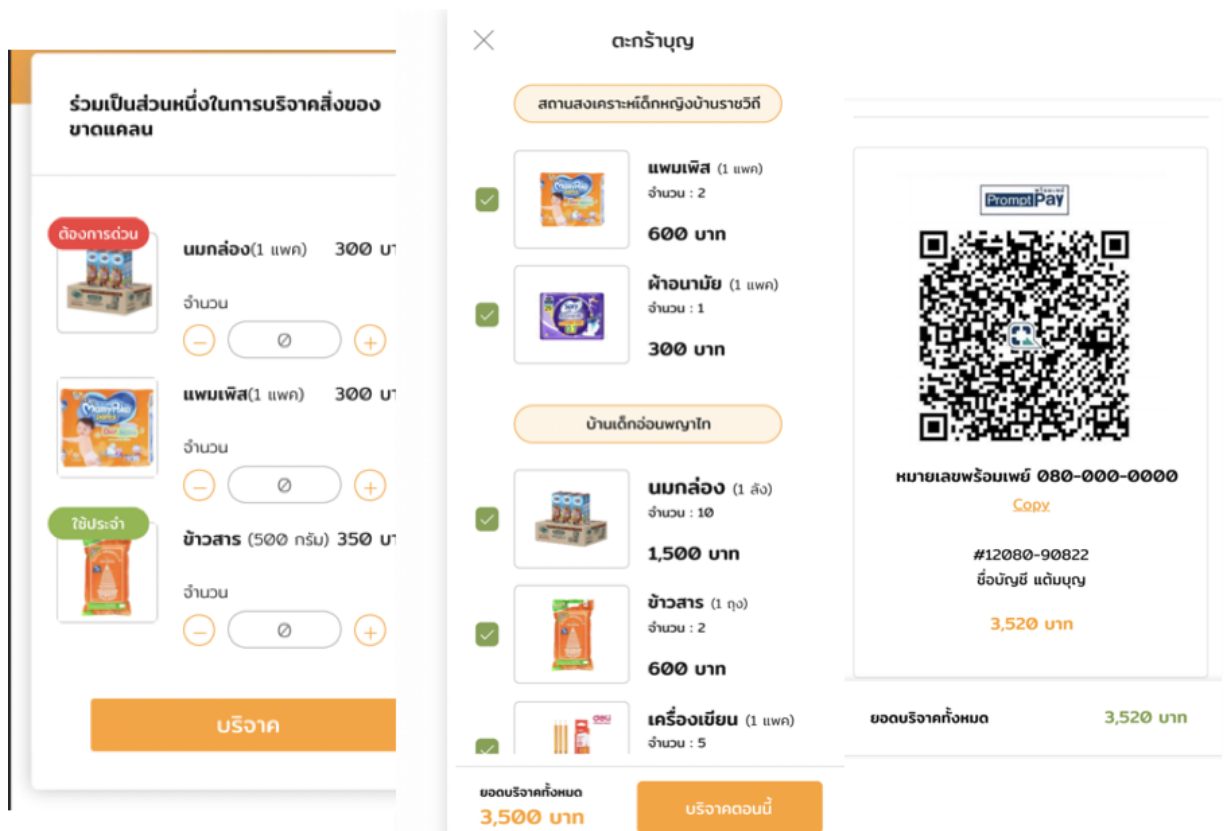 ร่วมเป็นส่วนหนึ่งในการบริจาคสิ่งของ
ขาดแคลน
ต้องการด่วน
นมกล่อง(1 แพค) 300 บา
จำนวน
0
แพมเพิส(1 แพค) 300 บา
จำนวน
0
ใช้ประจำ
ข้าวสาร (500 กรัม) 350 บา
จำนวน
0
บริจาค
ตะกร้าบุญ
สถานสงเคราะห์เด็กหญิงบ้านราชวิถี
แพมเพิส (1 แพค)
จำนวน : 2
600 บาท
ผ้าอนามัย (1 แพค)
จำนวน : 1
300 บาท
บ้านเด็กอ่อนพญาไท
นมกล่อง (1 ลัง)
จำนวน : 10
1,500 บาท
ข้าวสาร (1 ถุง)
จำนวน : 2
600 บาท
deli
เครื่องเขียน (1 แพค)
จำนวน : 5
ยอดบริจาคทั้งหมด
3,500 บาท
บริจาคตอนนี้
พร้อมเพย์
PromptPay
หมายเลขพร้อมเพย์ 080-000-0000
Copy
#12080-90822
ชื่อบัญชี แต้มบุญ
3,520 บาท
ยอดบริจาคทั้งหมด 3,520 บาท